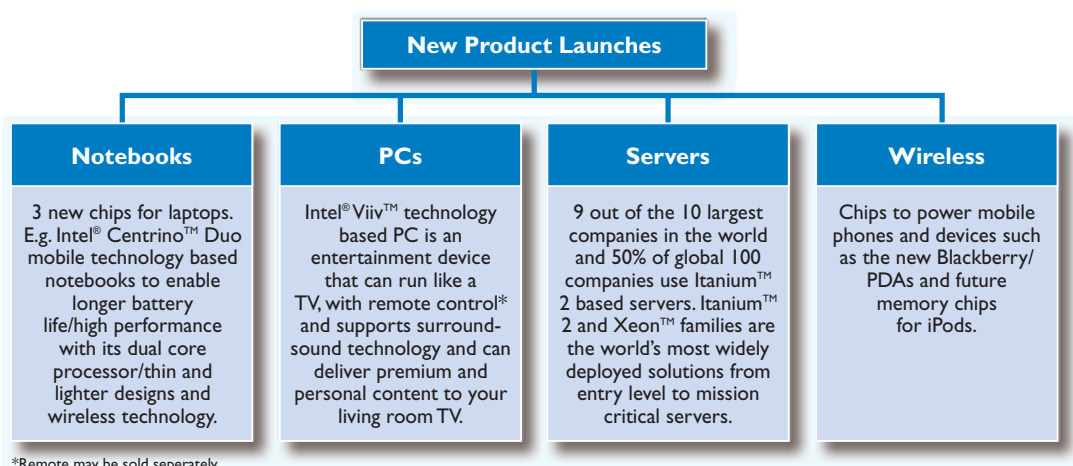 New Product Launches
Notebooks
3 new chips for laptops.
E.g. Intel® Centrino™ Duo
mobile technology based
notebooks to enable
longer battery
life/high performance
with its dual core
processor/thin and
lighter designs and
wireless technology.
PCs
Intel® Viiv™ technology
based PC is an
entertainment device
that can run like a
TV, with remote control*
and supports surround-
sound technology and can
deliver premium and
personal content to your
living room TV.
Servers
9 out of the 10 largest
companies in the world
and 50% of global 100
companies use Itanium™
2 based servers. Itanium™
2 and Xeon™ families are
the world's most widely
deployed solutions from
entry level to mission
critical servers.
Wireless
Chips to power mobile
phones and devices such
as the new Blackberry/
PDAs and future
memory chips
for iPods.
*Remote may be sold seperately